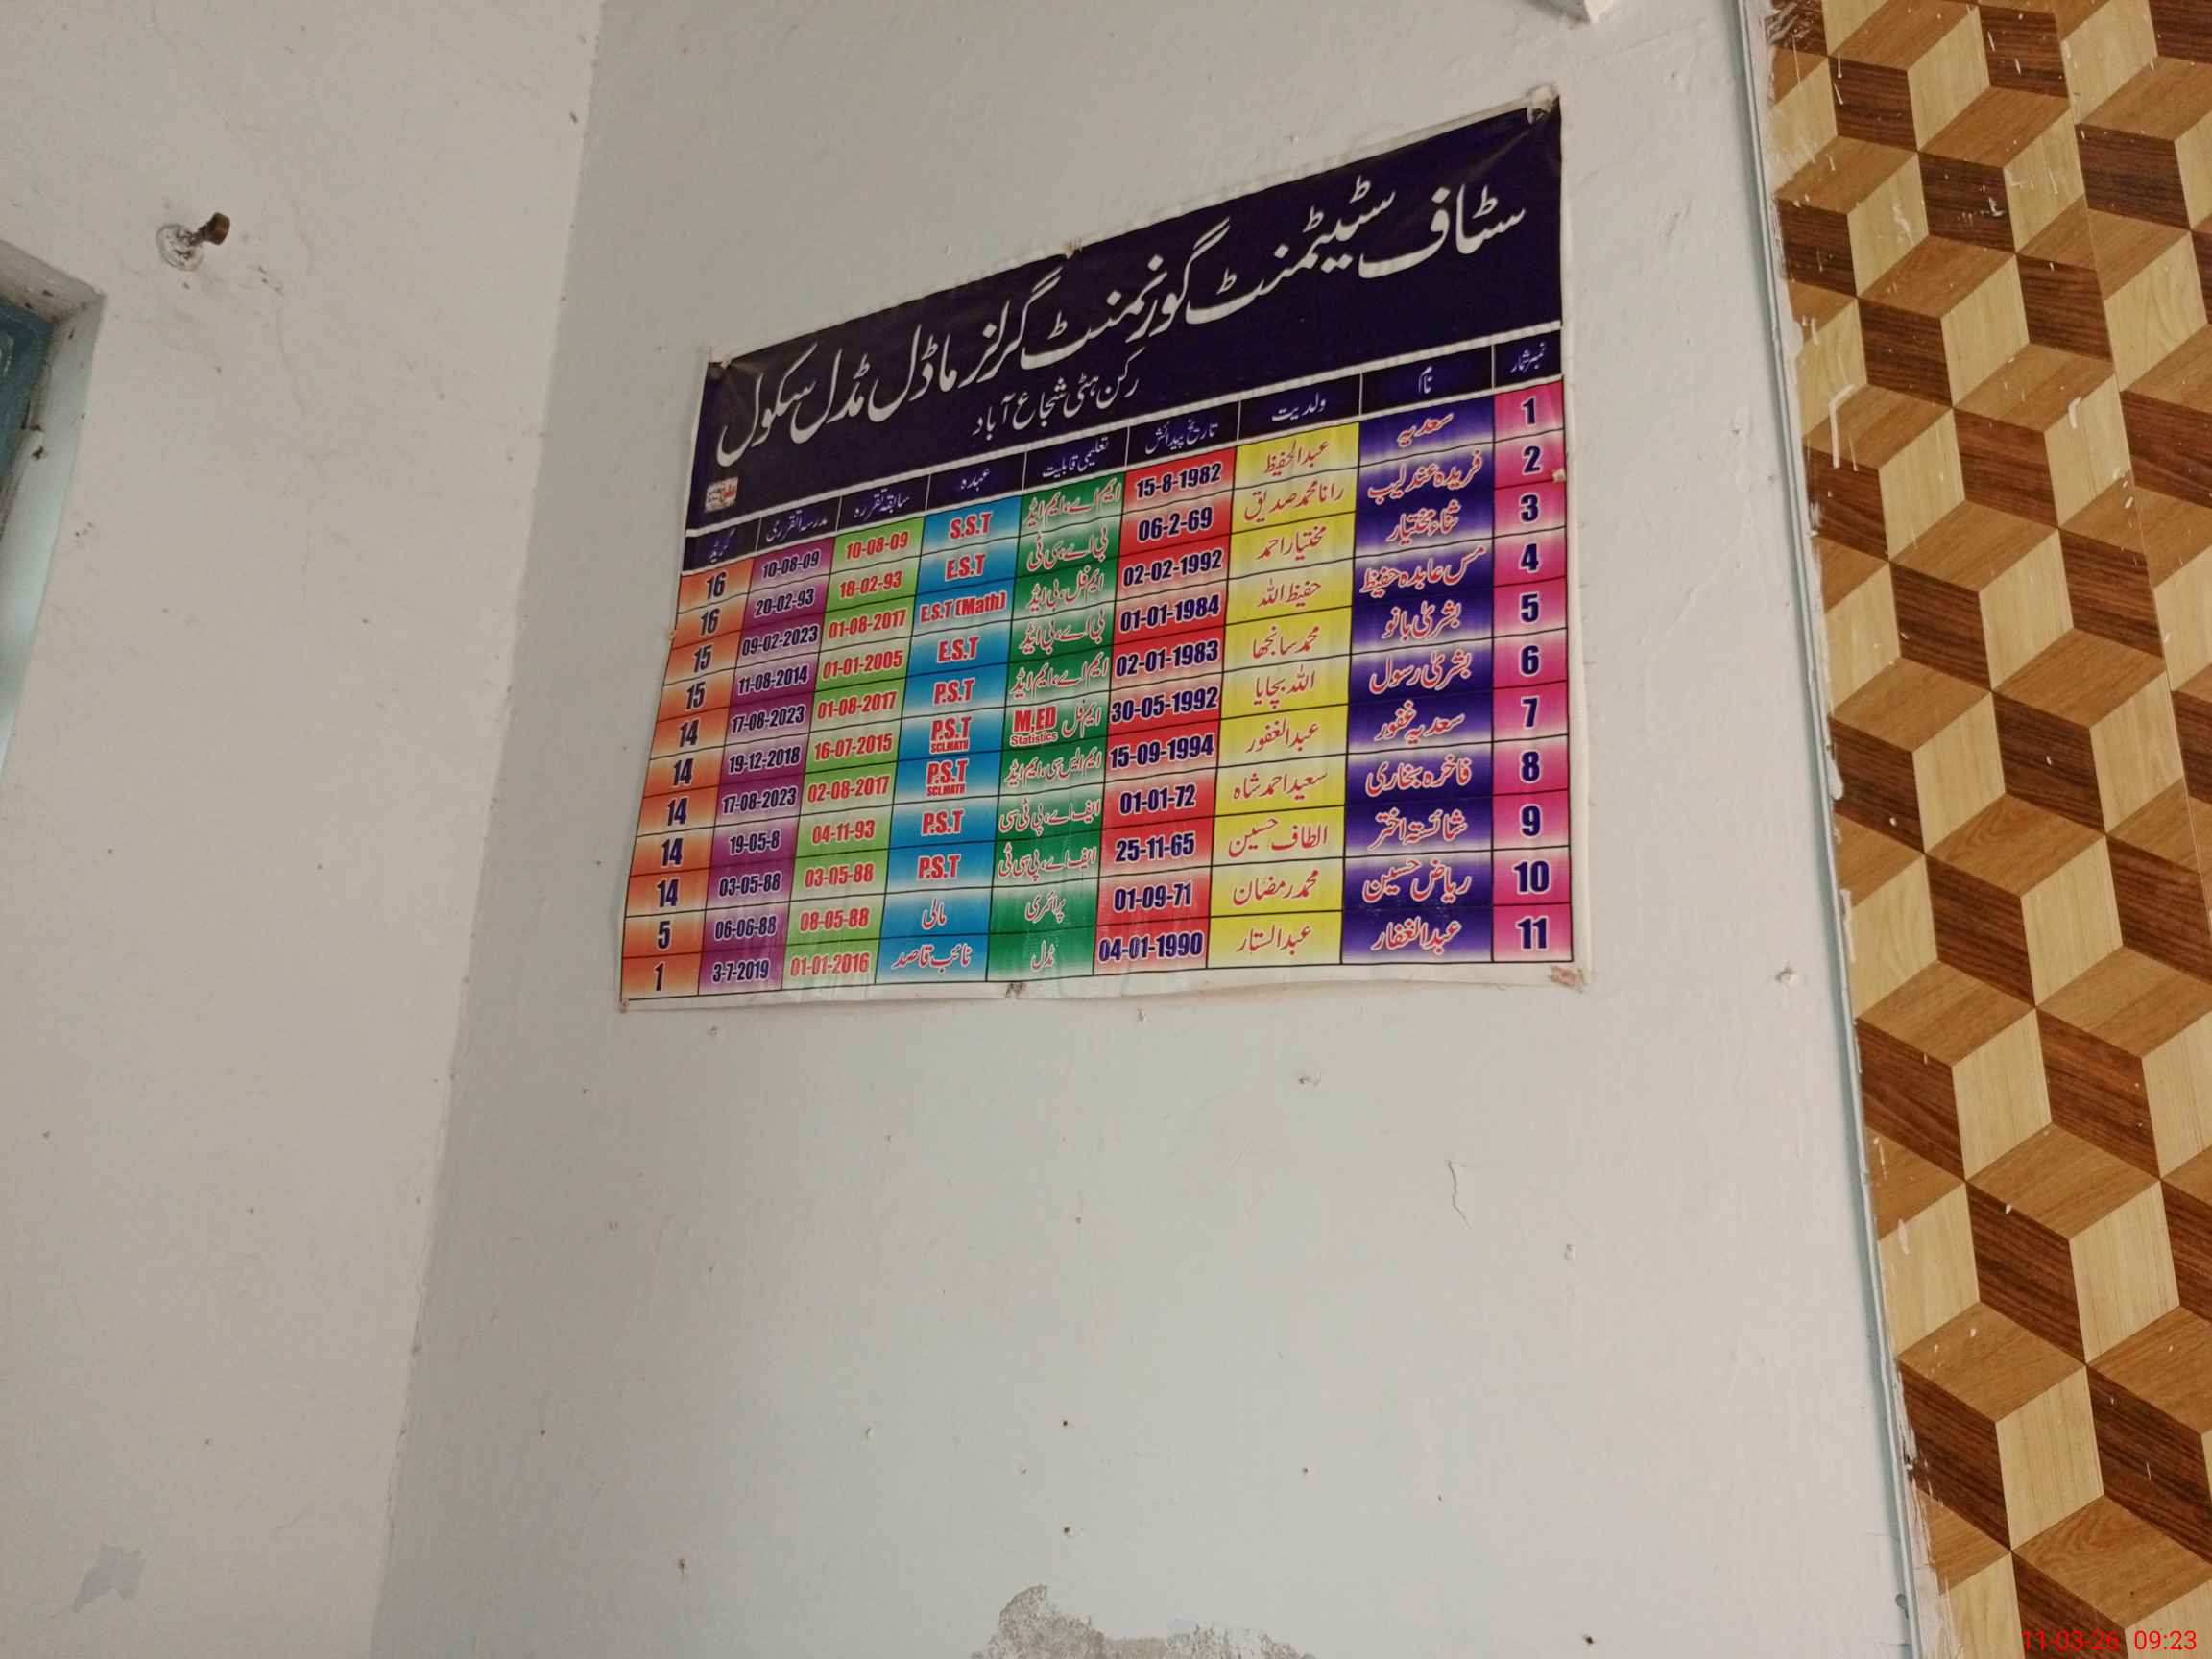 سٹاف سٹیٹمنٹ گورنمنٹ گرلز ماڈل مڈل سکول
رکن ہٹی شجاع آباد
نمبر شمار نام ولدیت تاریخ پیدائش تعلیمی قابلیت عہدہ سابقہ تقرره مدرسہ تقرری گریڈ
1 سعدیہ عبدالحفیظ 15-8-1982 ایم اے، ایم ایڈ S.S.T 10-08-09 10-08-09 16
2 فریدہ عندلیب رانا محمد صدیق 06-2-69 بی اے، سی ٹی E.S.T 18-02-93 20-02-93 16
3 ثناء مختیار مختیار احمد 02-02-1992 ایم فل، بی ایڈ E.S.T (Math) 01-08-2017 09-02-2023 15
4 مس عابدہ حفیظ حفیظ اللہ 01-01-1984 بی اے، بی ایڈ E.S.T 01-01-2005 11-08-2014 15
5 بشریٰ بانو محمد سانجھا 02-01-1983 ایم اے، ایم ایڈ P.S.T 01-08-2017 17-08-2023 14
6 بشریٰ رسول اللہ بچایا 30-05-1992 ایم فل M,ED Statistics P.S.T SCI.MATH 16-07-2015 19-12-2018 14
7 سعدیہ غفور عبدالغفور 15-09-1994 ایم ایس سی، ایم ایڈ P.S.T SCI.MATH 02-08-2017 17-08-2023 14
8 فاخرہ بخاری سعید احمد شاہ 01-01-72 ایف اے، پی ٹی سی P.S.T 04-11-93 19-05-8 14
9 شائستہ اختر الطاف حسین 25-11-65 ایف اے، پی سی ٹی P.S.T 03-05-88 03-05-88 14
10 ریاض حسین محمد رمضان 01-09-71 پرائمری مالی 08-05-88 06-06-88 5
11 عبدالغفار عبدالستار 04-01-1990 مڈل نائب قاصد 01-01-2016 3-7-2019 1
11-03-26 09:23